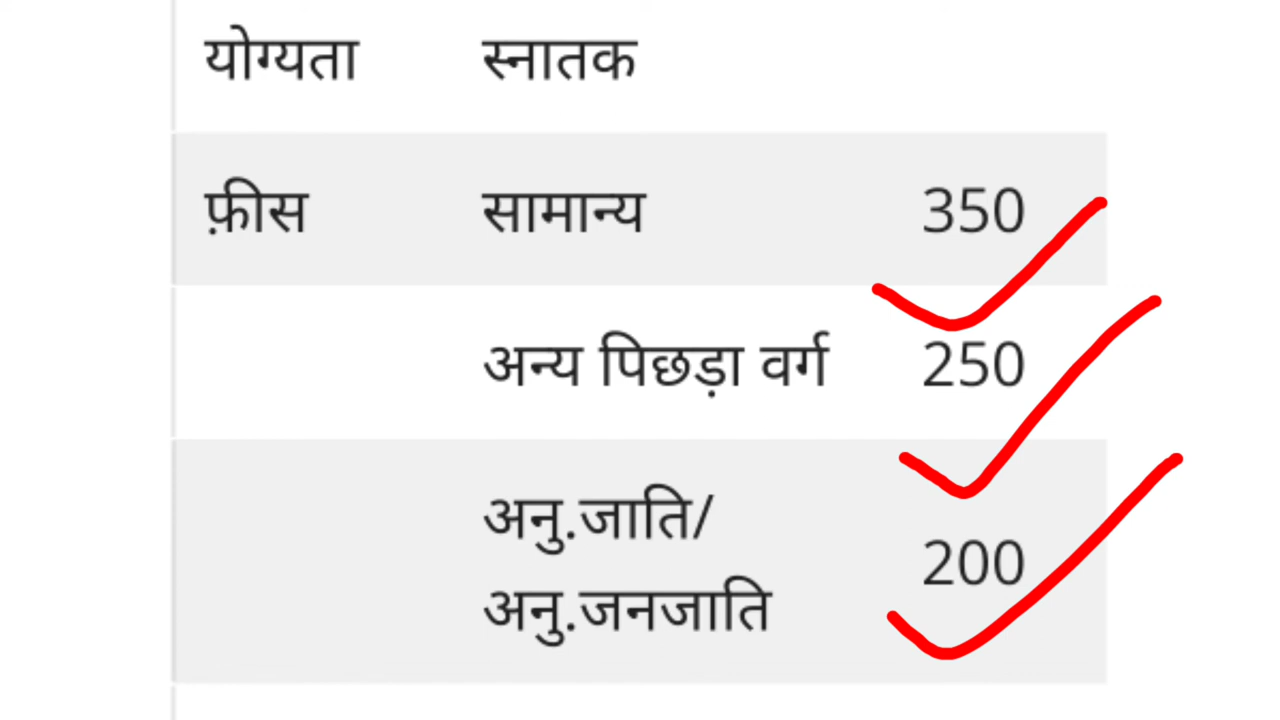 योग्यता स्नातक
फ़ीस सामान्य 350
अन्य पिछड़ा वर्ग 250
अनु.जाति/
200
अनु.जनजाति